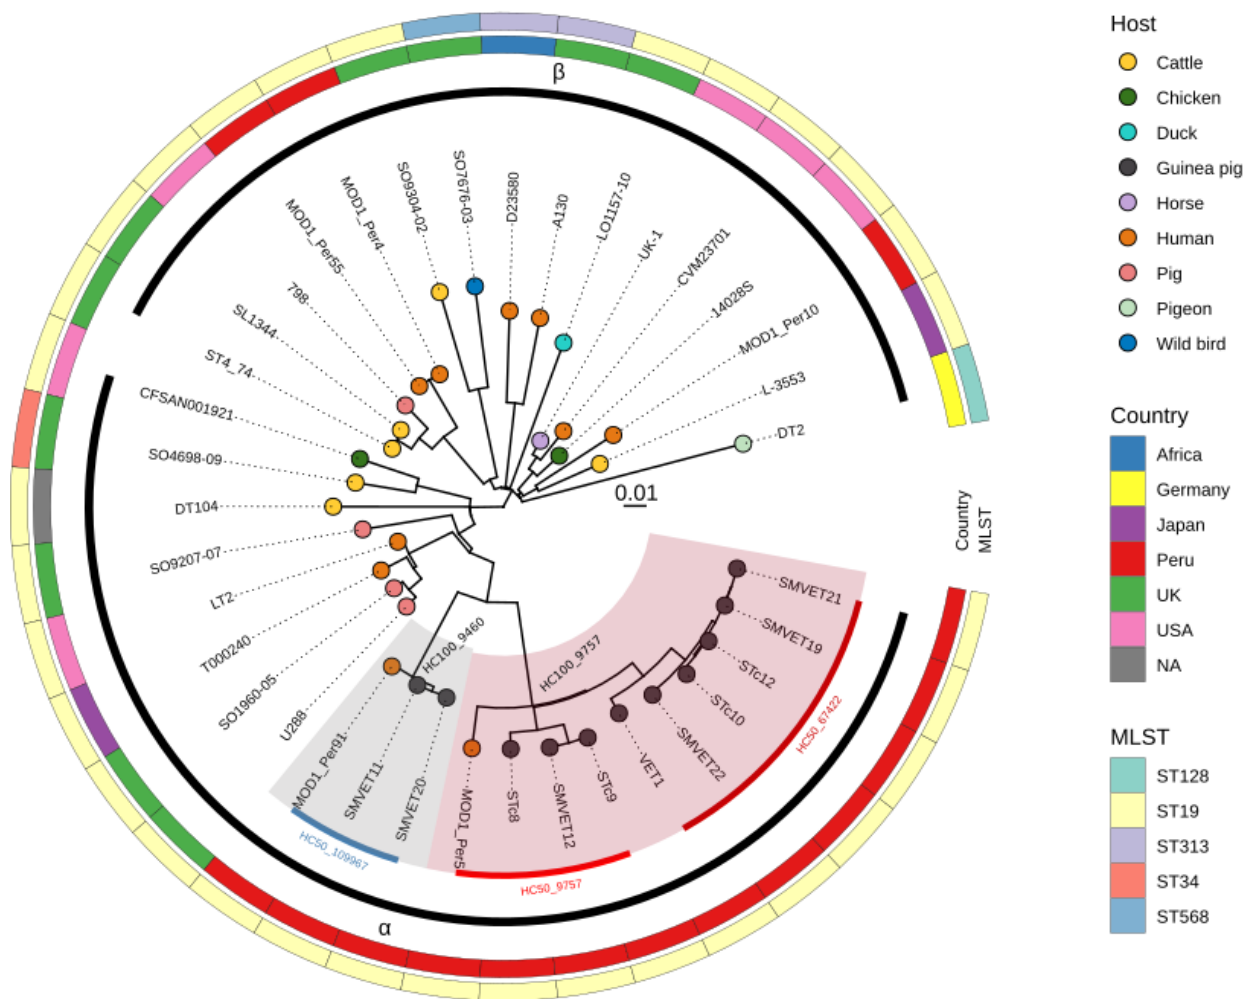 β
SO9304-02
SO7676-03
D23580
A130
LO1157-10
UK-1
CVM23701
14028S
MOD1_Per10
L-3553
DT2
MOD1_Per4
MOD1_Per55
798
SL1344
ST4_74
CFSAN001921
SO4698-09
DT104
SO9207-07
LT2
T000240
SO1960-05
U288
MOD1_Per91
SMVET11
SMVET20
MOD1_Per5
STc8
SMVET12
STc9
VET1
SMVET22
STc10
STc12
SMVET19
SMVET21
HC100_9460
HC100_9757
HC50_109967
HC50_9757
HC50_67422
α
0.01
Country
MLST
Host
Cattle
Chicken
Duck
Guinea pig
Horse
Human
Pig
Pigeon
Wild bird
Country
Africa
Germany
Japan
Peru
UK
USA
NA
MLST
ST128
ST19
ST313
ST34
ST568